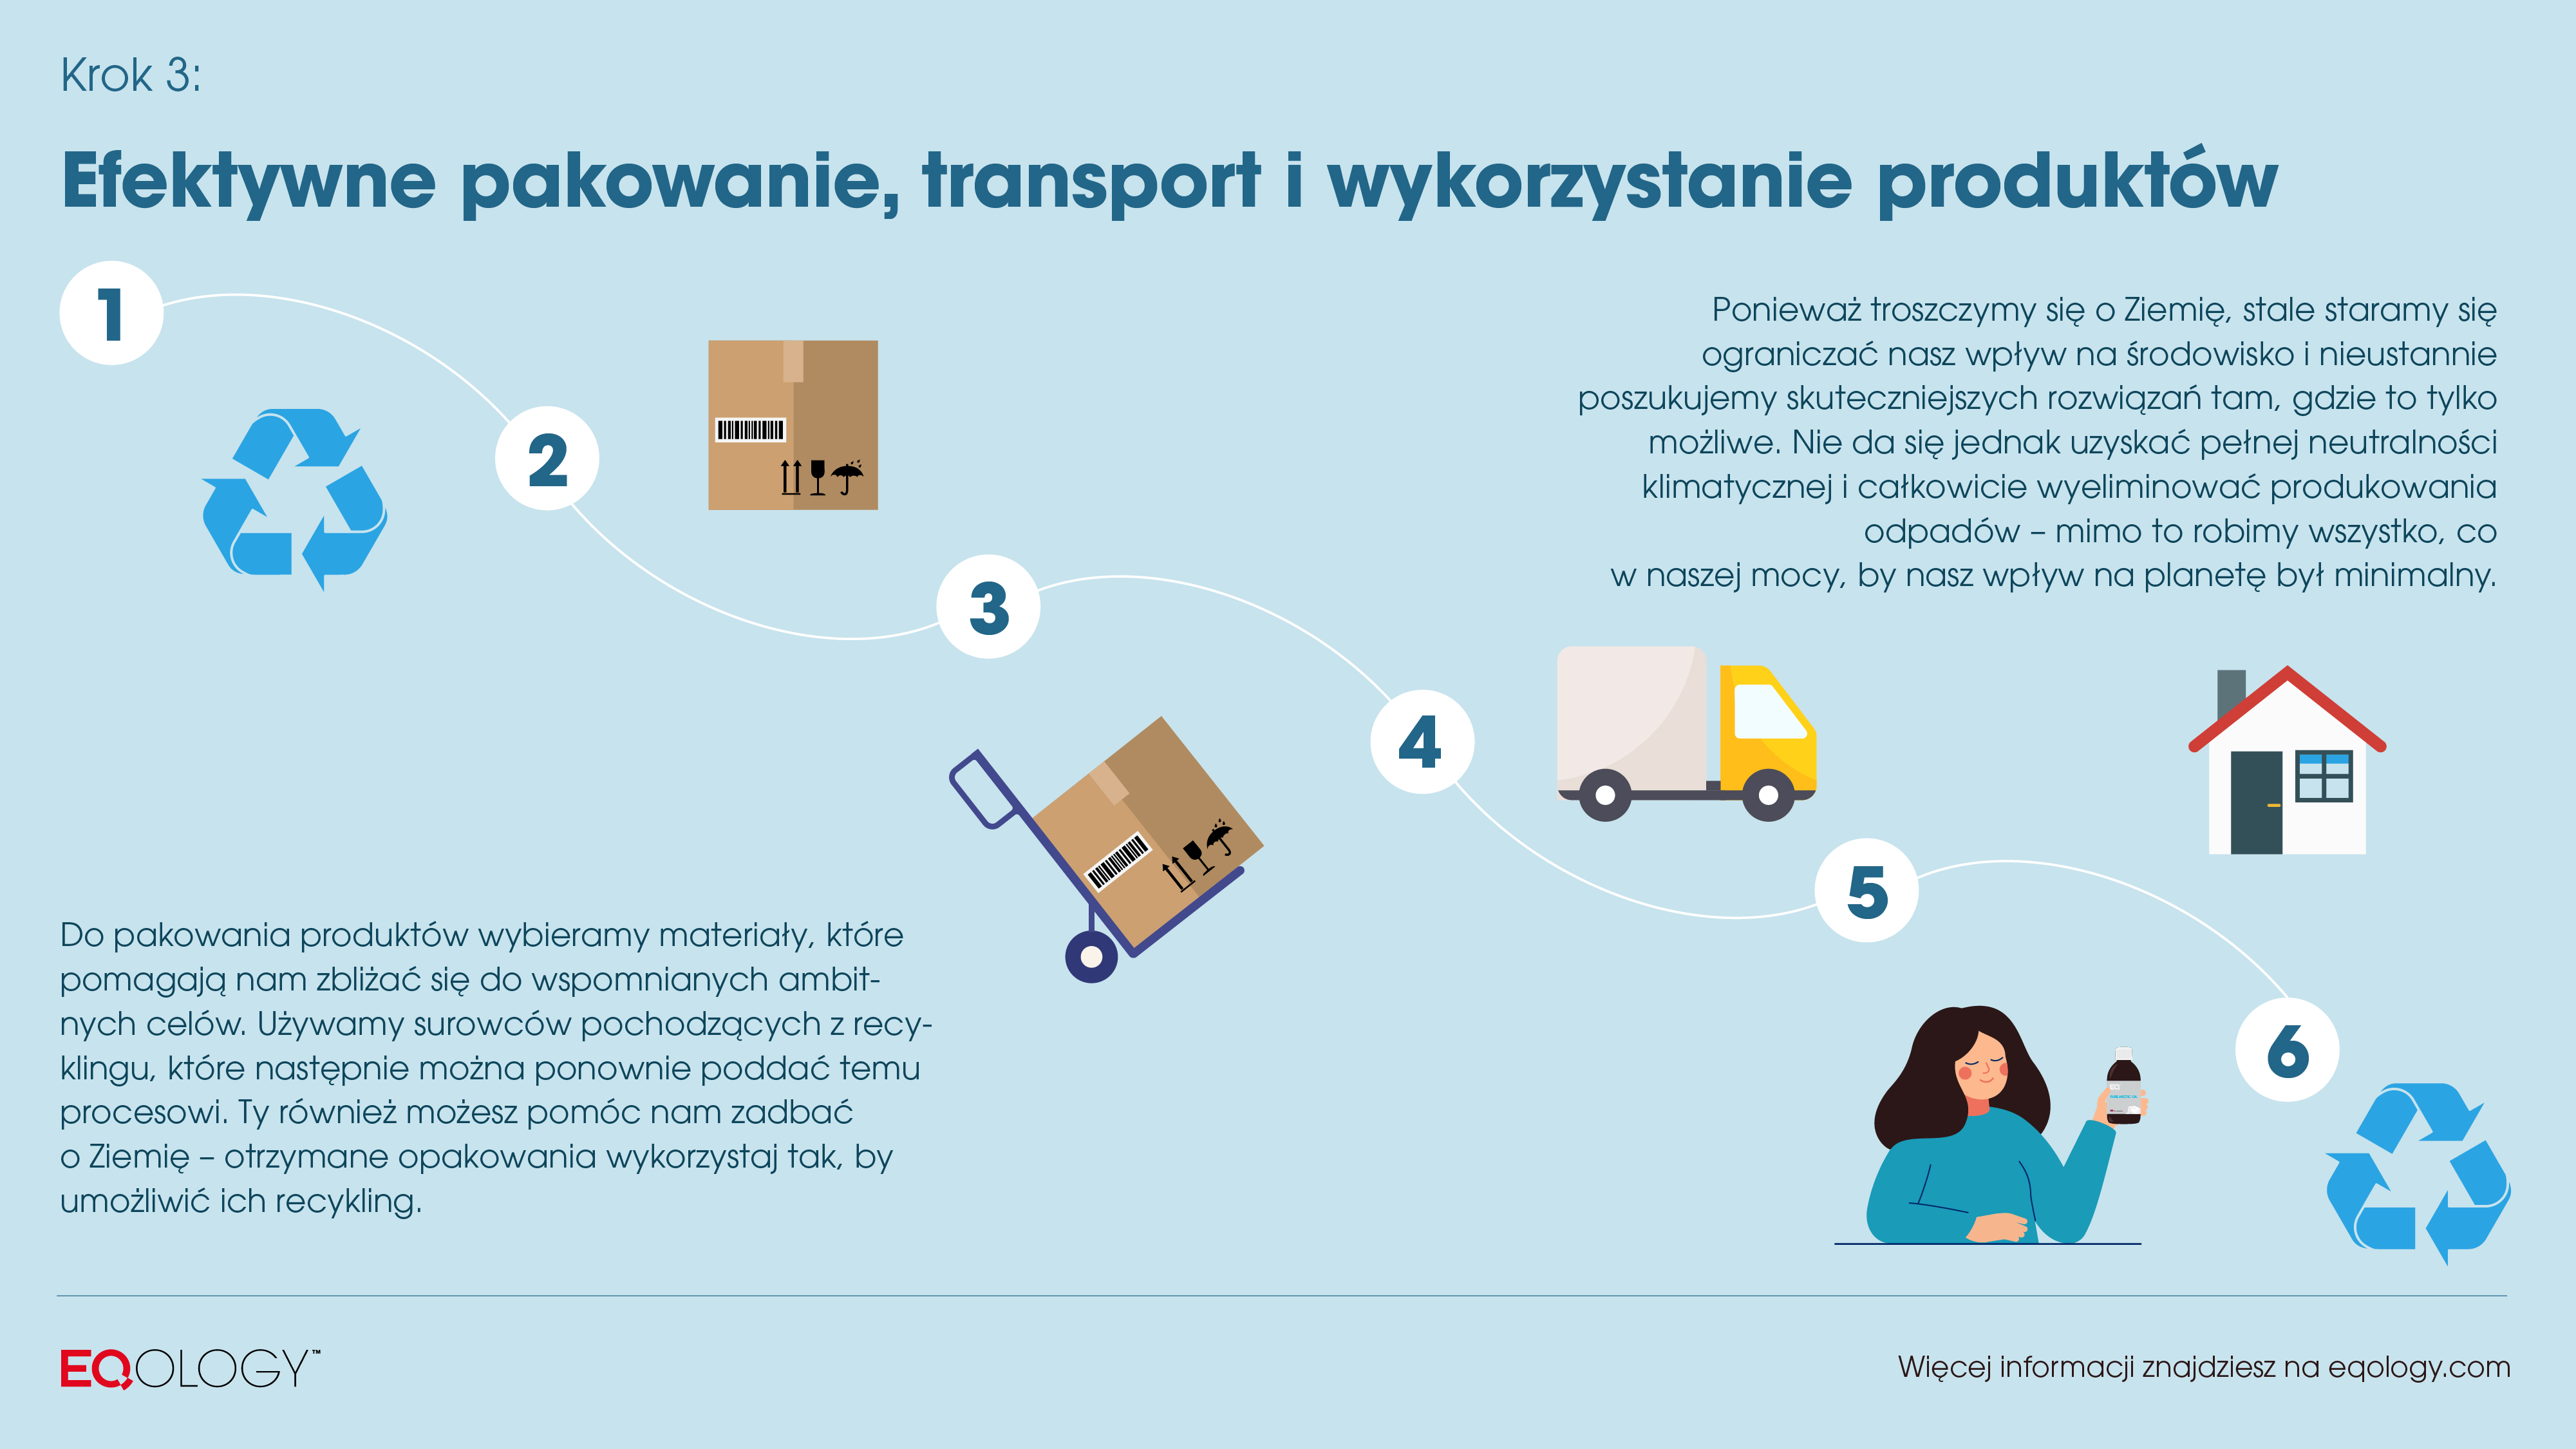 Krok 3:
Efektywne pakowanie, transport i wykorzystanie produktów
1
2
3
4
5
6
Ponieważ troszczymy się o Ziemię, stale staramy się
ograniczać nasz wpływ na środowisko i nieustannie
poszukujemy skuteczniejszych rozwiązań tam, gdzie to tylko
możliwe. Nie da się jednak uzyskać pełnej neutralności
klimatycznej i całkowicie wyeliminować produkowania
odpadów – mimo to robimy wszystko, co
w naszej mocy, by nasz wpływ na planetę był minimalny.
Do pakowania produktów wybieramy materiały, które
pomagają nam zbliżać się do wspomnianych ambit-
nych celów. Używamy surowców pochodzących z recy-
klingu, które następnie można ponownie poddać temu
procesowi. Ty również możesz pomóc nam zadbać
o Ziemię – otrzymane opakowania wykorzystaj tak, by
umożliwić ich recykling.
EQ
EQOLOGY™
Więcej informacji znajdziesz na eqology.com